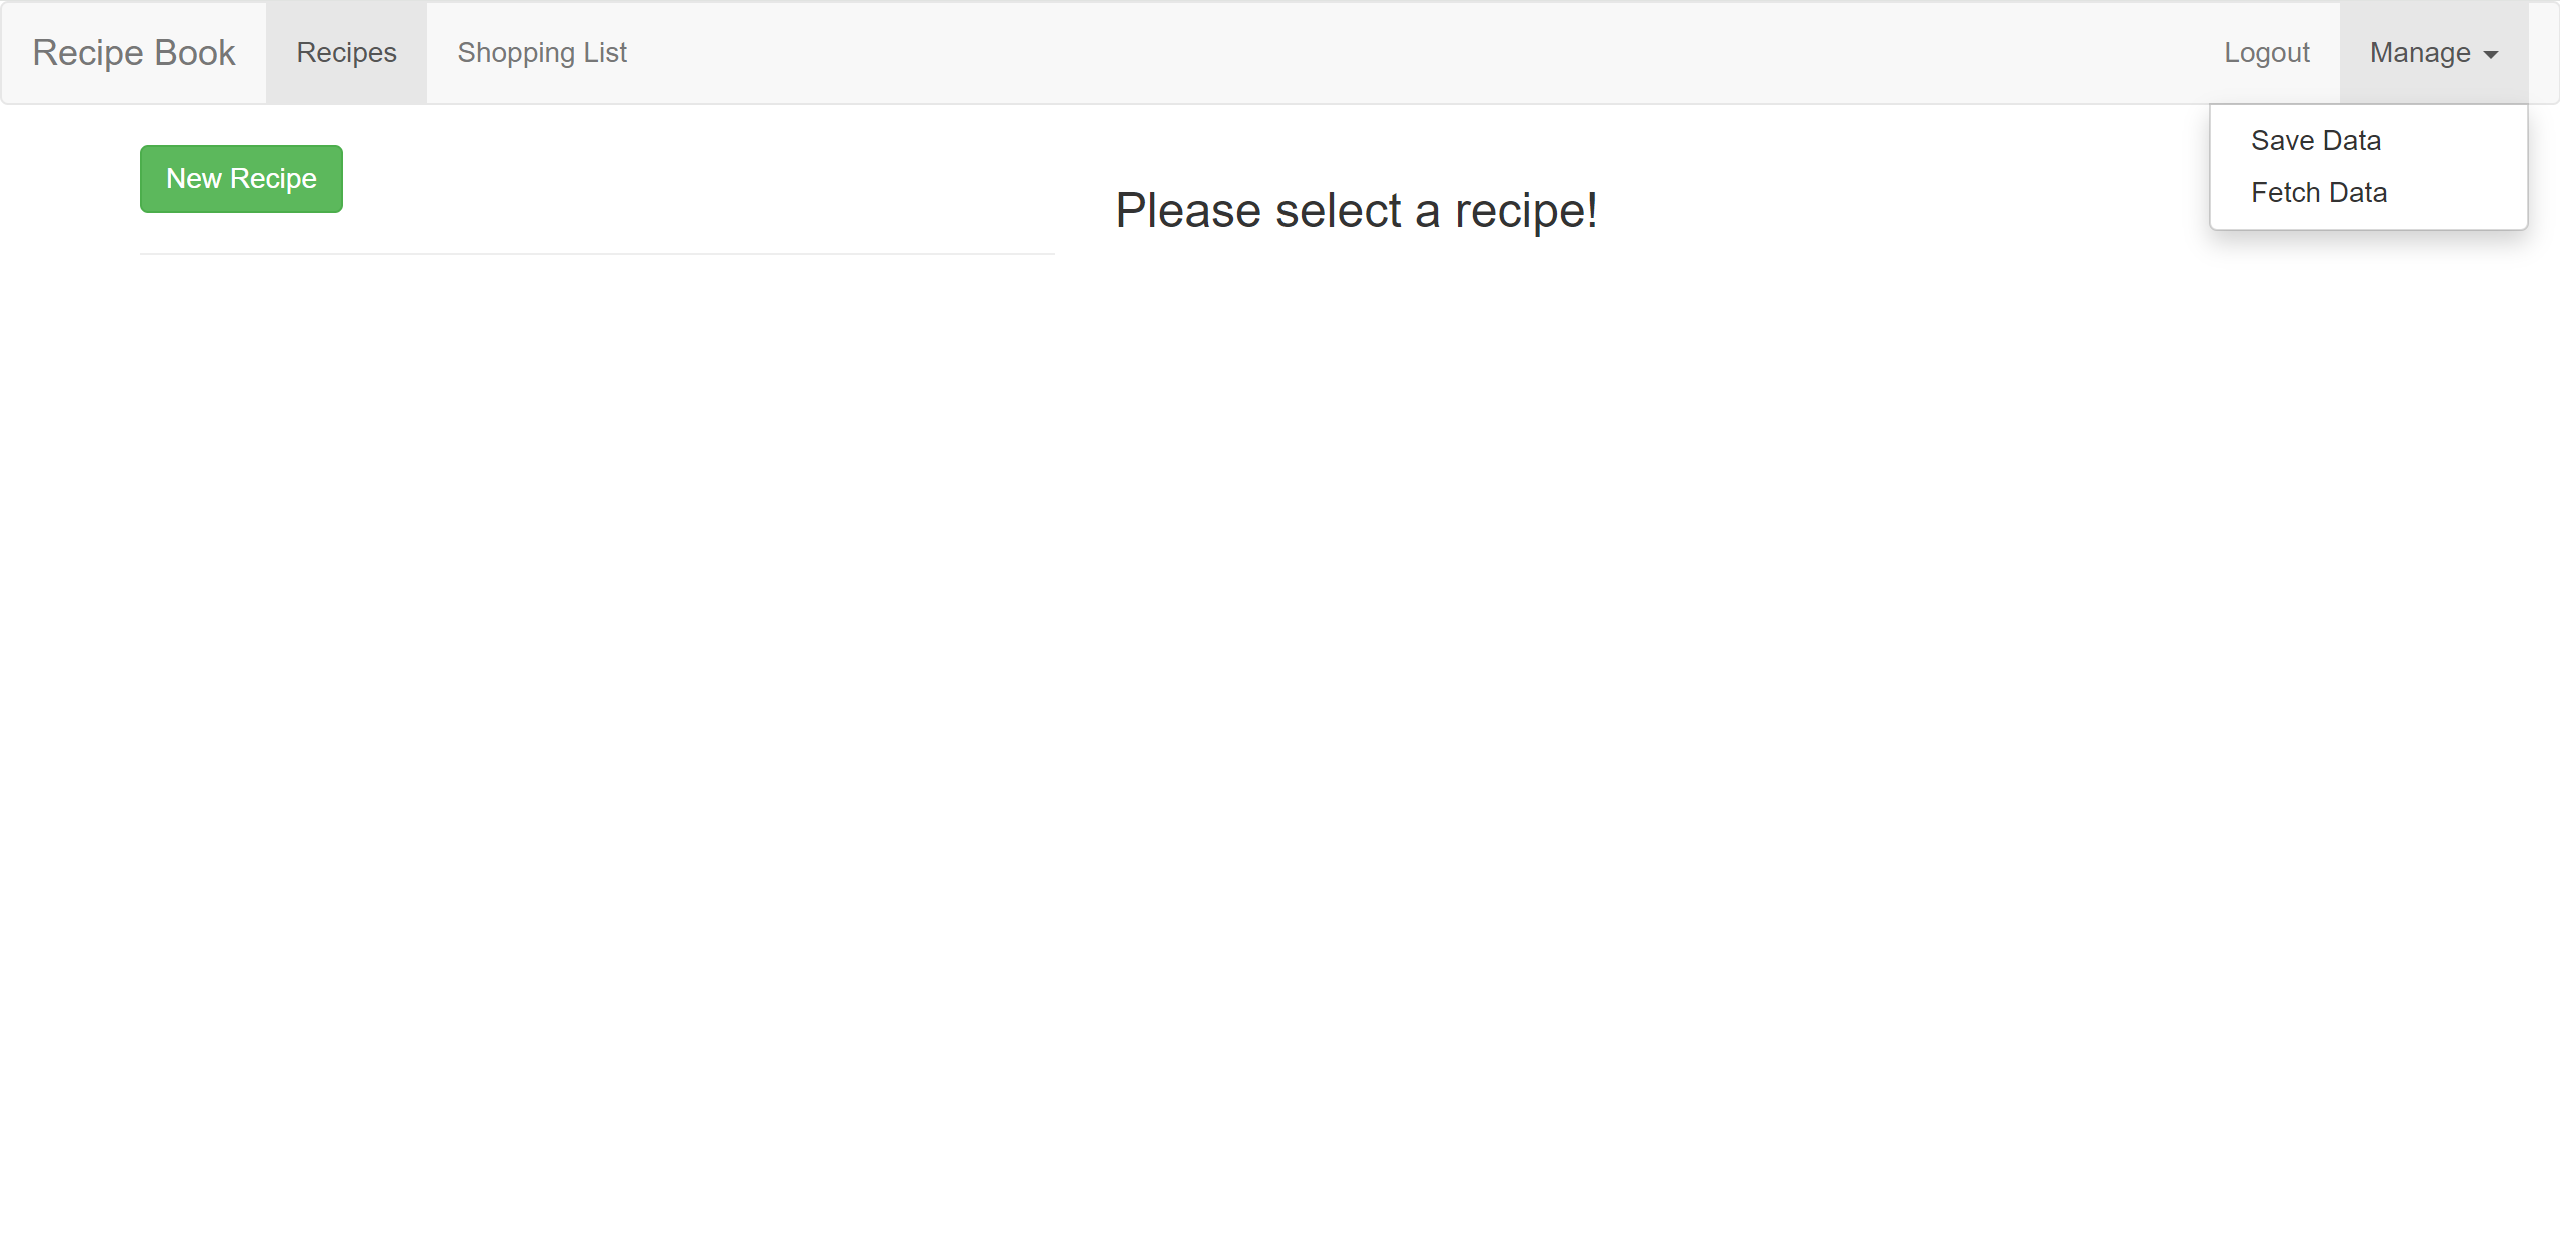 Recipe Book Recipes Shopping List Logout Manage
Save Data
Fetch Data
New Recipe
Please select a recipe!